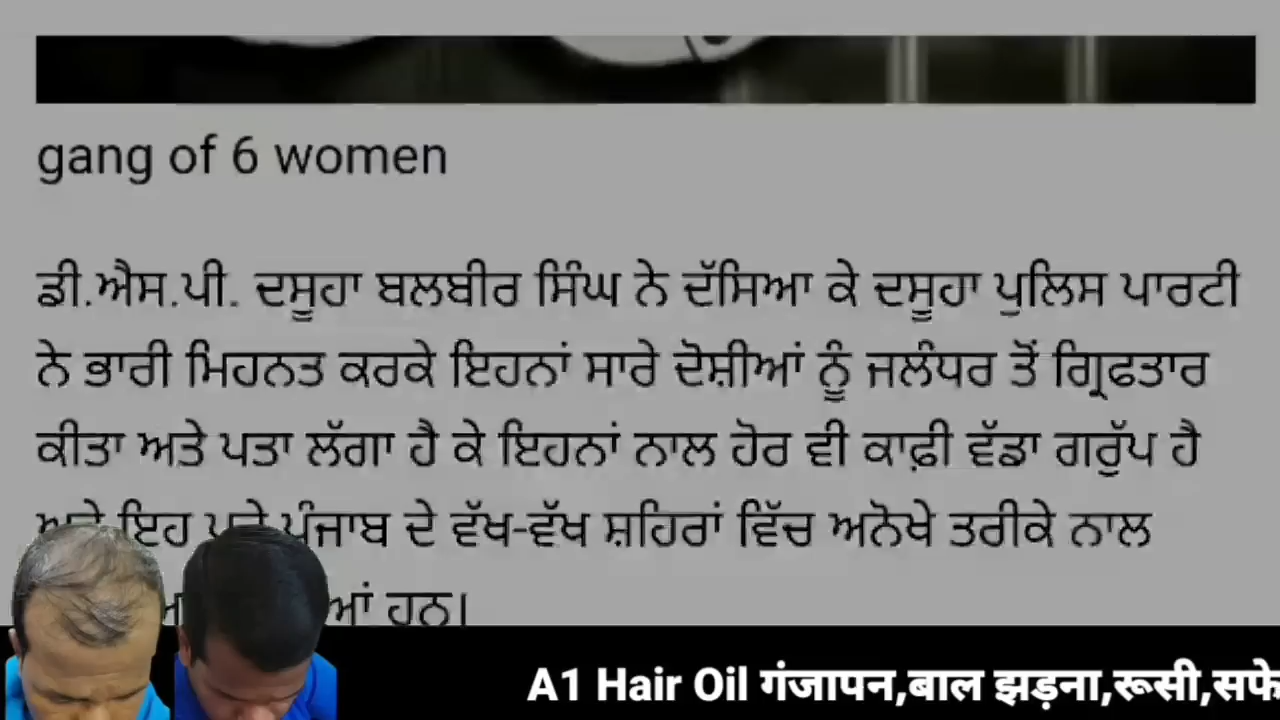 gang of 6 women
ਡੀ.ਐਸ.ਪੀ. ਦਸੂਹਾ ਬਲਬੀਰ ਸਿੰਘ ਨੇ ਦੱਸਿਆ ਕੇ ਦਸੂਹਾ ਪੁਲਿਸ ਪਾਰਟੀ
ਨੇ ਭਾਰੀ ਮਿਹਨਤ ਕਰਕੇ ਇਹਨਾਂ ਸਾਰੇ ਦੋਸ਼ੀਆਂ ਨੂੰ ਜਲੰਧਰ ਤੋਂ ਗ੍ਰਿਫਤਾਰ
ਕੀਤਾ ਅਤੇ ਪਤਾ ਲੱਗਾ ਹੈ ਕੇ ਇਹਨਾਂ ਨਾਲ ਹੋਰ ਵੀ ਕਾਫ਼ੀ ਵੱਡਾ ਗਰੁੱਪ ਹੈ
ਇਹ ਪੰਜਾਬ ਦੇ ਵੱਖ-ਵੱਖ ਸ਼ਹਿਰਾਂ ਵਿੱਚ ਅਨੋਖੇ ਤਰੀਕੇ ਨਾਲ
ਹਨ।
A1 Hair Oil गंजापन,बाल झड़ना,रूसी,सफे